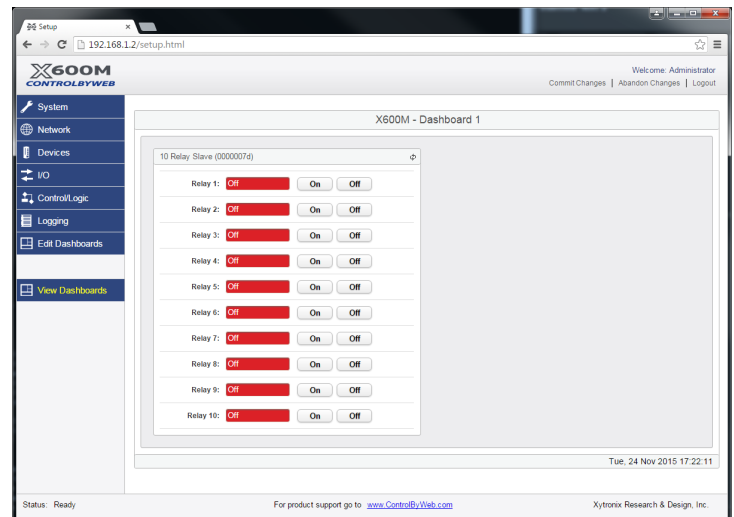 Setup
192.168.1.2/setup.html
X600M
CONTROLBYWEB
Welcome: Administrator
Commit Changes | Abandon Changes | Logout
System
Network
Devices
I/O
Control/Logic
Logging
Edit Dashboards
View Dashboards
X600M - Dashboard 1
10 Relay Slave (0000007d)
Relay 1: Off On Off
Relay 2: Off On Off
Relay 3: Off On Off
Relay 4: Off On Off
Relay 5: Off On Off
Relay 6: Off On Off
Relay 7: Off On Off
Relay 8: Off On Off
Relay 9: Off On Off
Relay 10: Off On Off
Tue, 24 Nov 2015 17:22:11
Status: Ready
For product support go to www.ControlByWeb.com
Xytronix Research & Design, Inc.